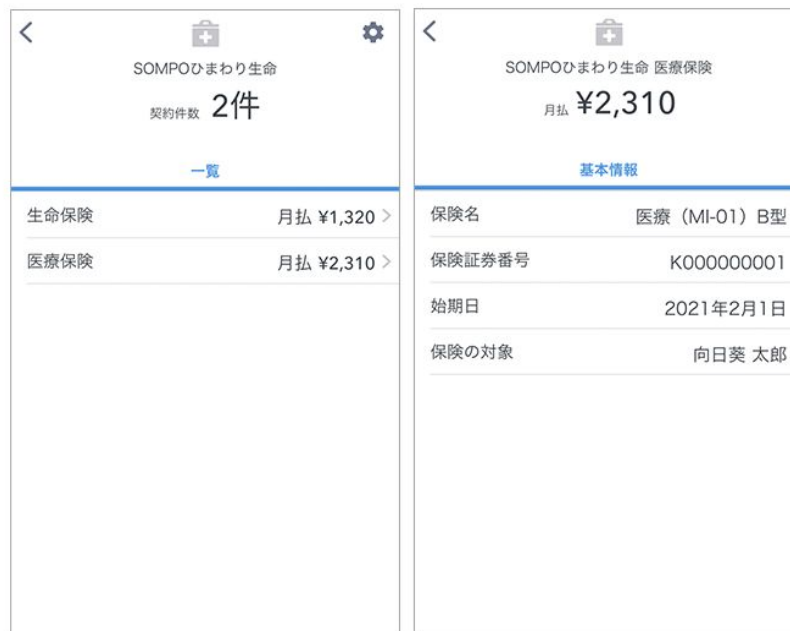 SOMPOひまわり生命
契約件数 2件
一覧
生命保険 月払 ¥1,320
医療保険 月払 ¥2,310
SOMPOひまわり生命 医療保険
月払 ¥2,310
基本情報
保険名 医療（MI-01）B型
保険証券番号 K000000001
始期日 2021年2月1日
保険の対象 向日葵 太郎